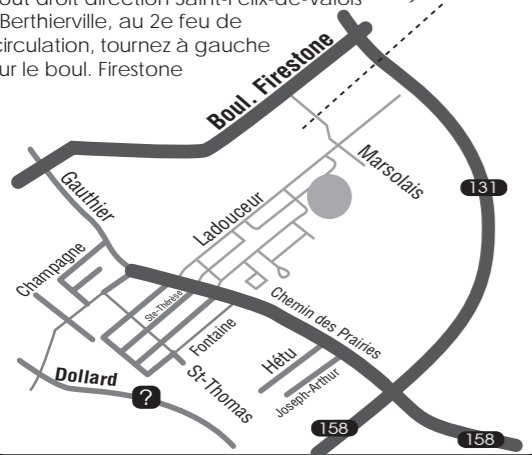 out droit direction Saint-Félix-de-Valois
Berthierville, au 2e feu de
circulation, tournez à gauche
ur le boul. Firestone
Boul. Firestone
Marsolais
131
Gauthier
Ladouceur
Champagne
Ste-Thérèse
Chemin des Prairies
Fontaine
Hétu
St-Thomas
Joseph-Arthur
Dollard
?
158
158